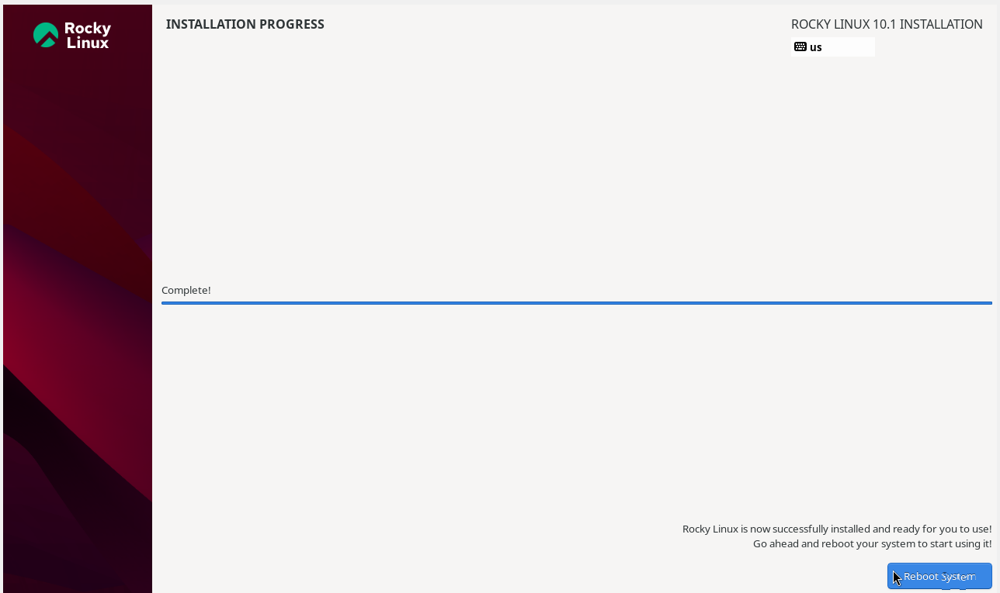 Rocky
Linux
INSTALLATION PROGRESS
ROCKY LINUX 10.1 INSTALLATION
us
Complete!
Rocky Linux is now successfully installed and ready for you to use!
Go ahead and reboot your system to start using it!
Reboot System